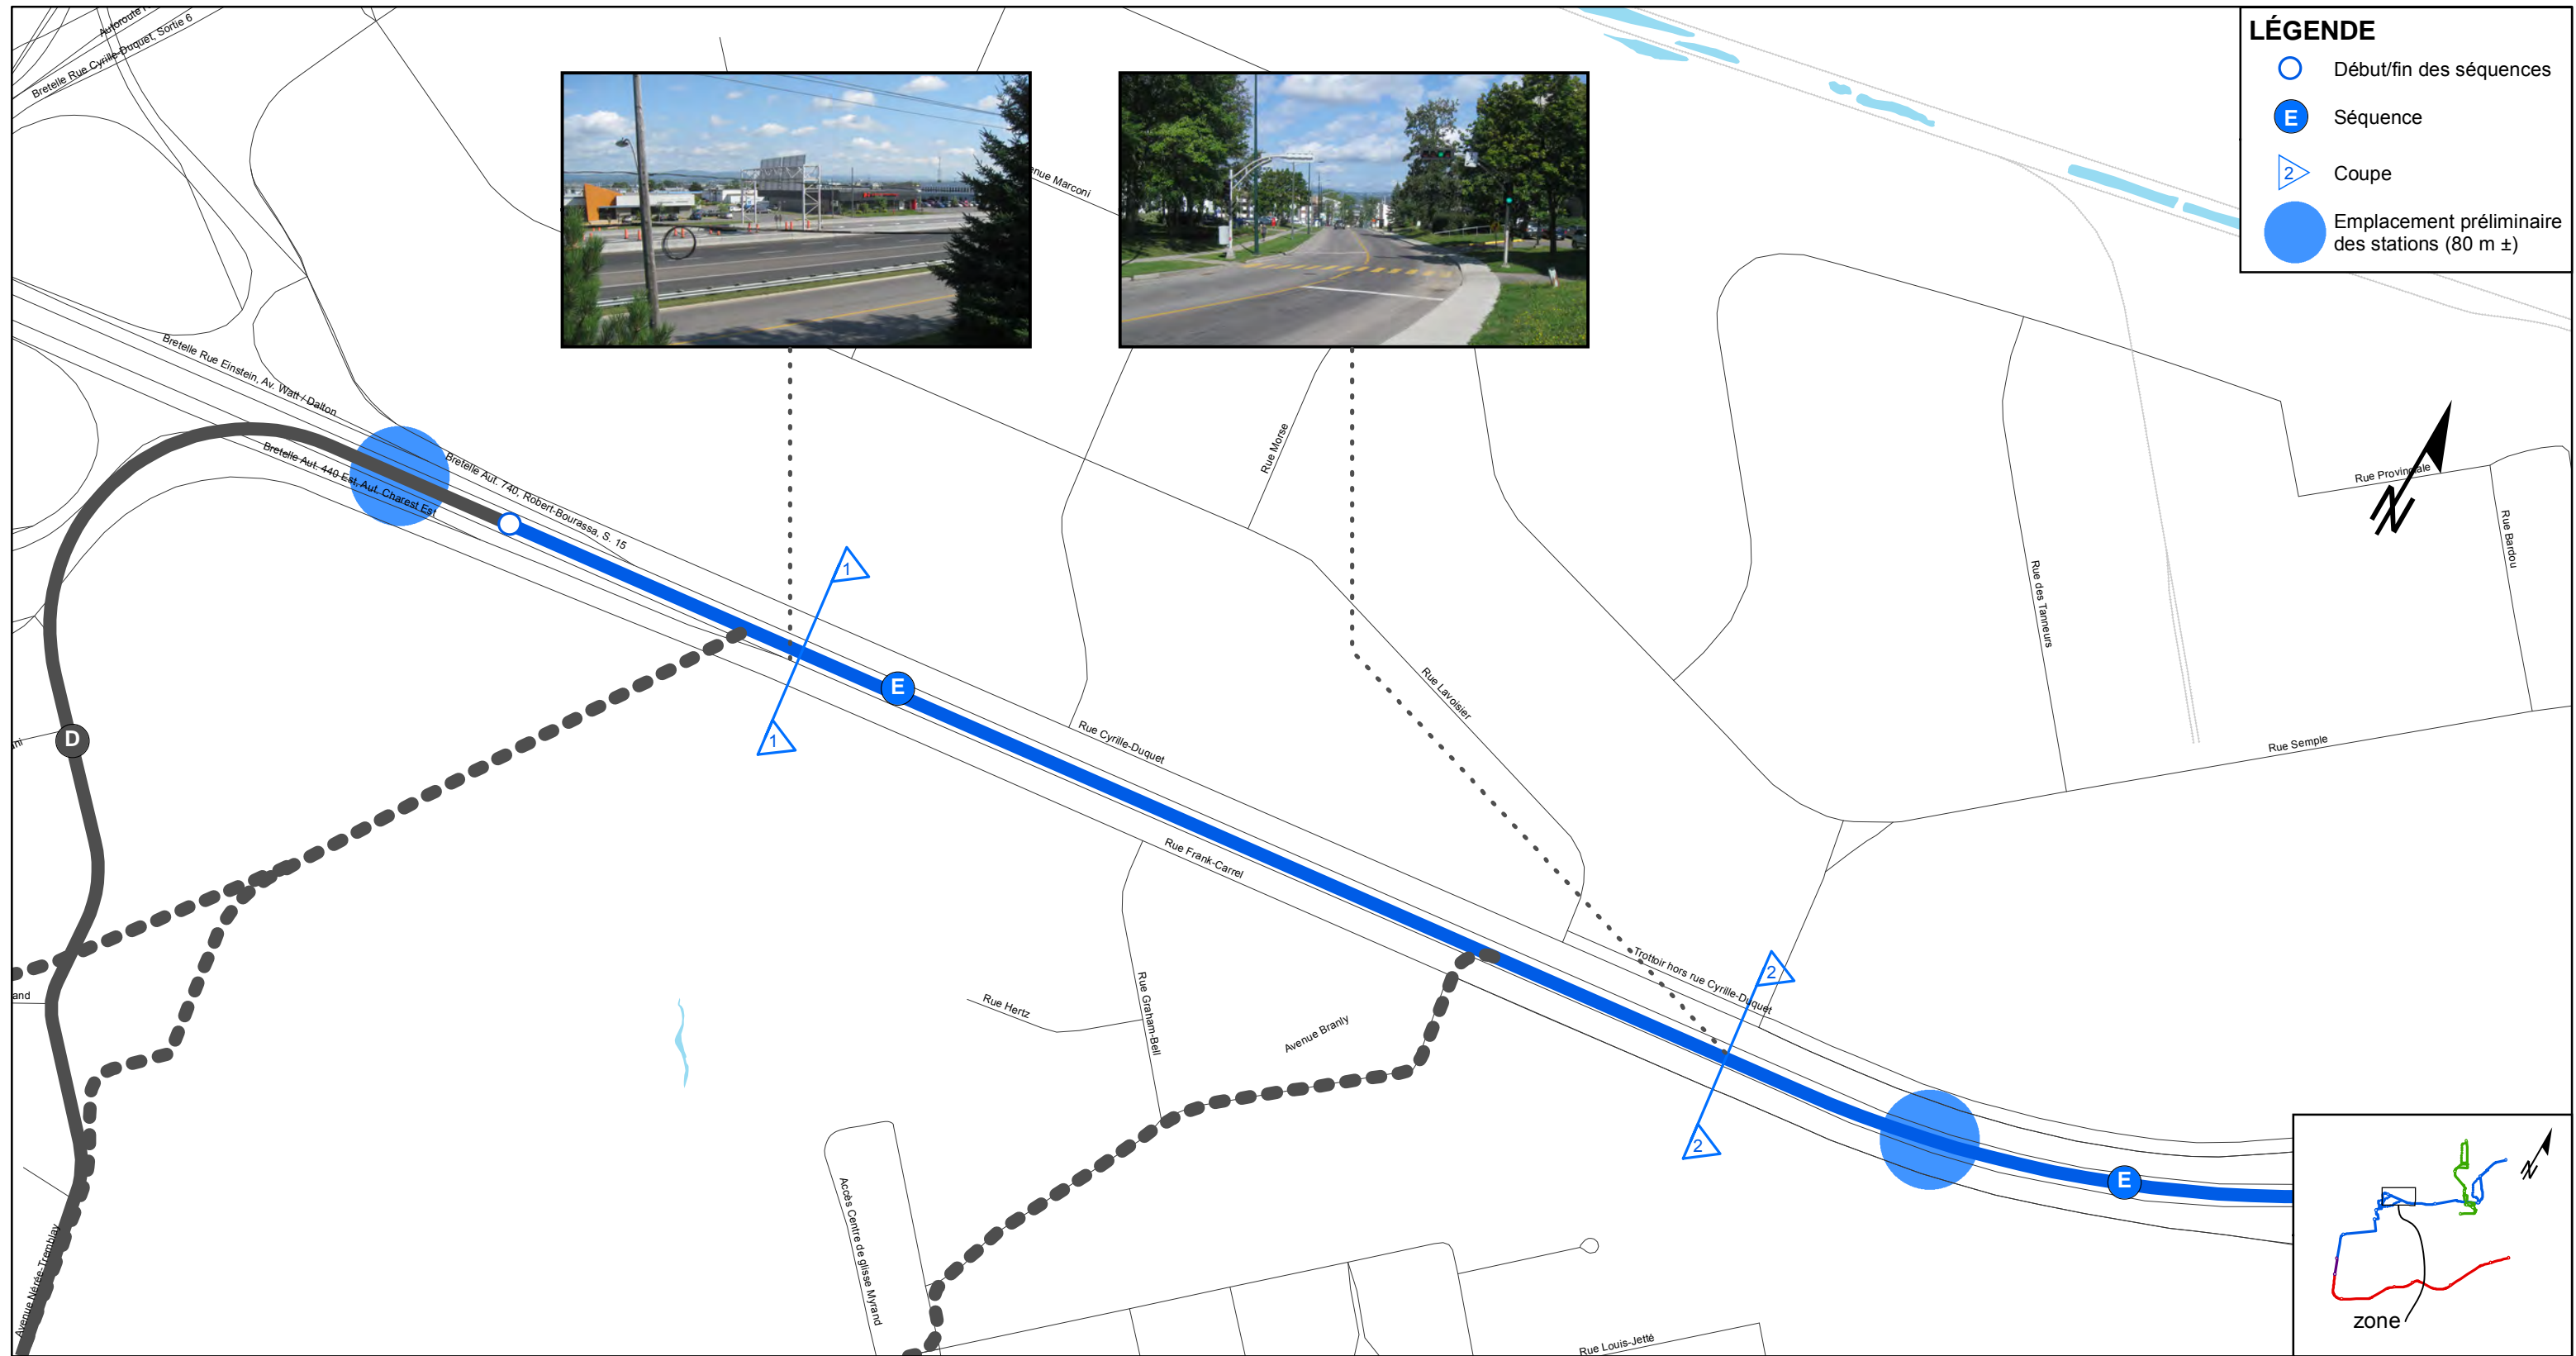 Bretelle Rue Cyrille-Duquet, Sortie 6
LÉGENDE
Début/fin des séquences
E
Séquence
2
Coupe
Emplacement préliminaire
des stations (80 m ±)
Marconi
Bretelle Rue Einstein, Av. Watt / Dalton
Bretelle Aut. 440 Est, Aut. Charest Est
Bretelle Aut. 740, Robert-Bourassa, S. 15
Rue Morse
Rue Provinciale
N
Rue Bardou
Rue des Tanneurs
1
1
E
D
Rue Lavoisier
Rue Cyrille-Duquet
Rue Semple
Rue Frank-Carrel
Trottoir hors rue Cyrille-Duquet
2
Rue Hertz
Rue Graham-Bell
Avenue Branly
2
E
Accès Centre de glisse Myrand
Avenue Nérée-Tremblay
Rue Louis-Jetté
N
zone